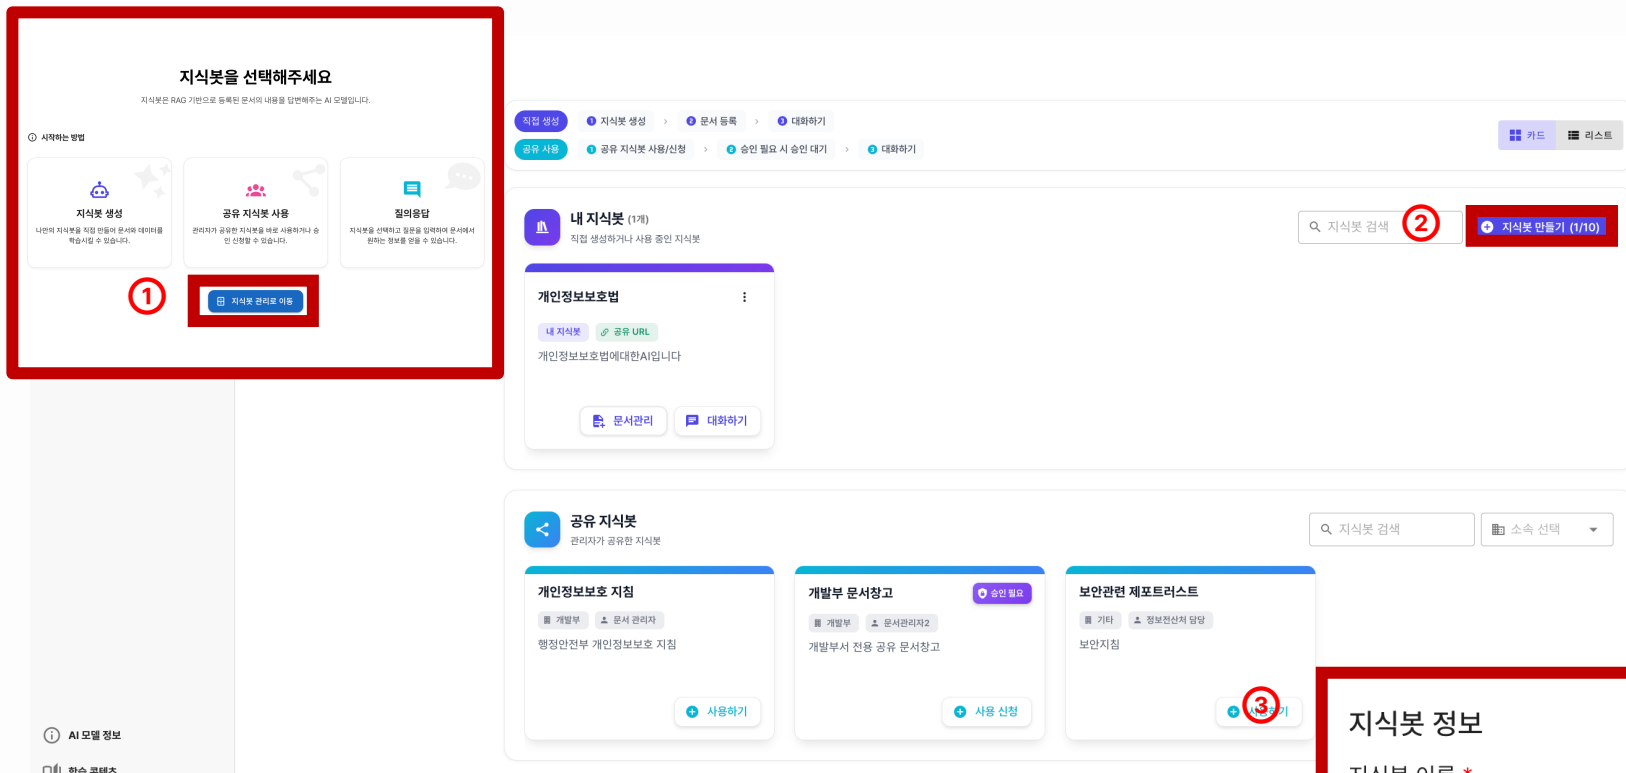 지식봇을 선택해주세요
지식봇은 RAG 기반으로 등록된 문서의 내용을 답변해주는 AI 모델입니다.
시작하는 방법
지식봇 생성
나만의 지식봇을 직접 만들어 문서와 데이터를
학습시킬 수 있습니다.
공유 지식봇 사용
관리자가 공유한 지식봇을 바로 사용하거나 승
인 신청할 수 있습니다.
질의응답
지식봇을 선택하고 질문을 입력하여 문서에서
원하는 정보를 얻을 수 있습니다.
1
지식봇 관리로 이동
직접 생성 1 지식봇 생성 › 2 문서 등록 › 3 대화하기
공유 사용 1 공유 지식봇 사용/신청 › 2 승인 필요 시 승인 대기 › 3 대화하기
카드 리스트
내 지식봇 (1개)
직접 생성하거나 사용 중인 지식봇
지식봇 검색 2 지식봇 만들기 (1/10)
개인정보보호법
내 지식봇 공유 URL
개인정보보호법에대한AI입니다
문서관리 대화하기
공유 지식봇
관리자가 공유한 지식봇
지식봇 검색 소속 선택
개인정보보호 지침
개발부 문서 관리자
행정안전부 개인정보보호 지침
사용하기
개발부 문서창고 승인 필요
개발부 문서관리자2
개발부서 전용 공유 문서창고
사용 신청
보안관련 제포트러스트
기타 정보전산처 담당
보안지침
3
지식봇 정보
지식봇 이름 *
AI 모델 정보
학습 콘텐츠